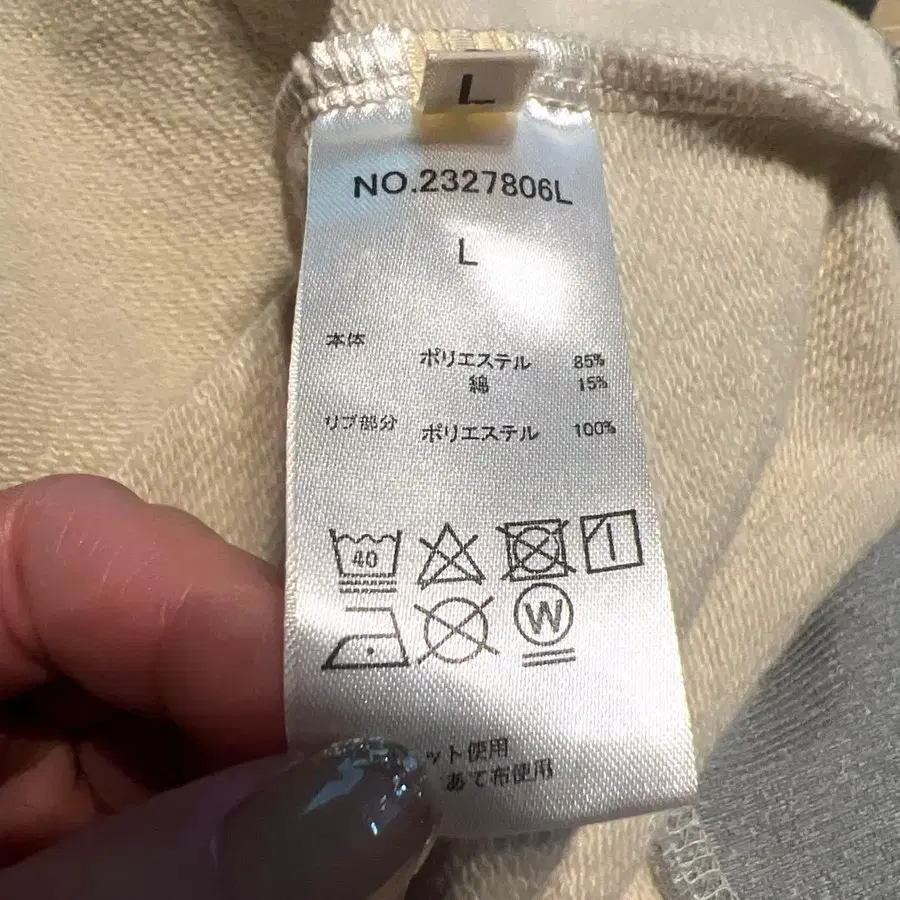 L
NO.2327806L
L
本体
ポリエステル 85%
綿 15%
リブ部分 ポリエステル 100%
40
W
ット使用
あて布使用